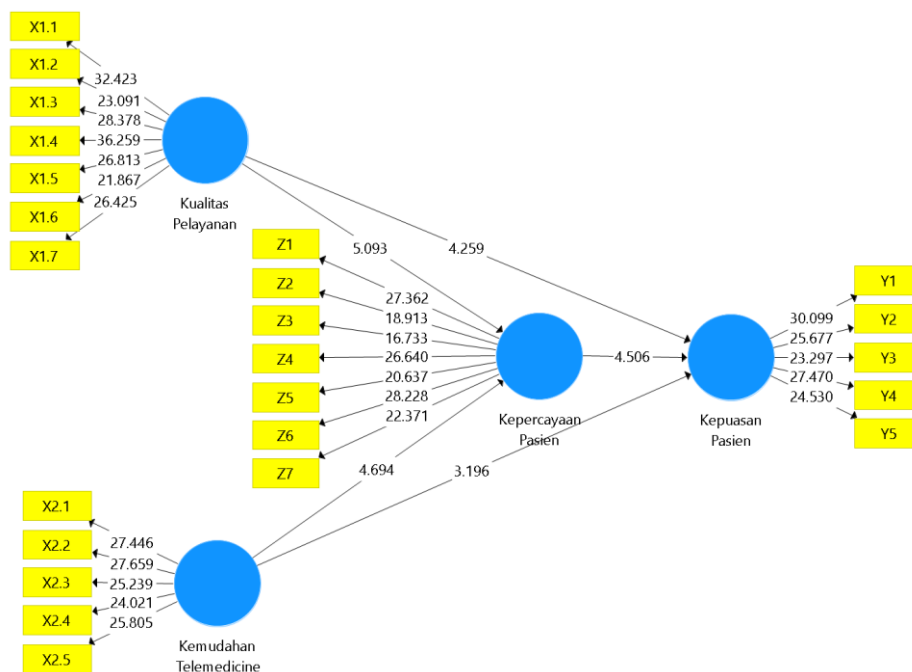 X1.1
X1.2
X1.3
X1.4
X1.5
X1.6
X1.7
32.423
23.091
28.378
36.259
26.813
21.867
26.425
Kualitas
Pelayanan
5.093
4.259
Z1
Z2
Z3
Z4
Z5
Z6
Z7
27.362
18.913
16.733
26.640
20.637
28.228
22.371
Kepercayaan
Pasien
4.506
Kepuasan
Pasien
30.099
25.677
23.297
27.470
24.530
Y1
Y2
Y3
Y4
Y5
4.694
3.196
X2.1
X2.2
X2.3
X2.4
X2.5
27.446
27.659
25.239
24.021
25.805
Kemudahan
Telemedicine